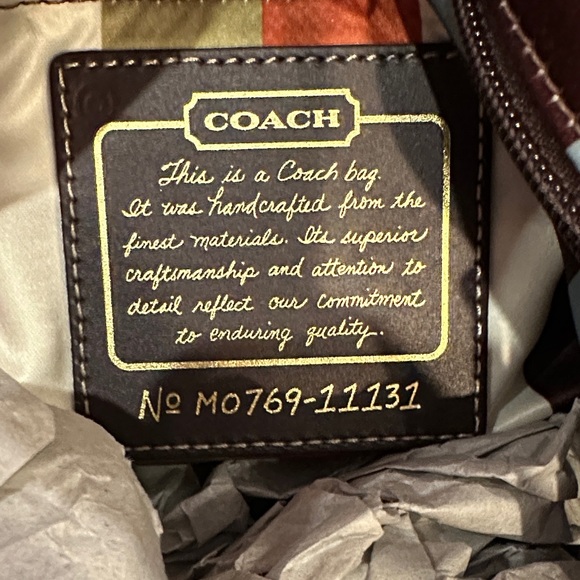 COACH
This is a Coach bag.
It was handcrafted from the
finest materials. Its superior
craftsmanship and attention to
detail reflect our commitment
to enduring quality.
Nº MO769-11131